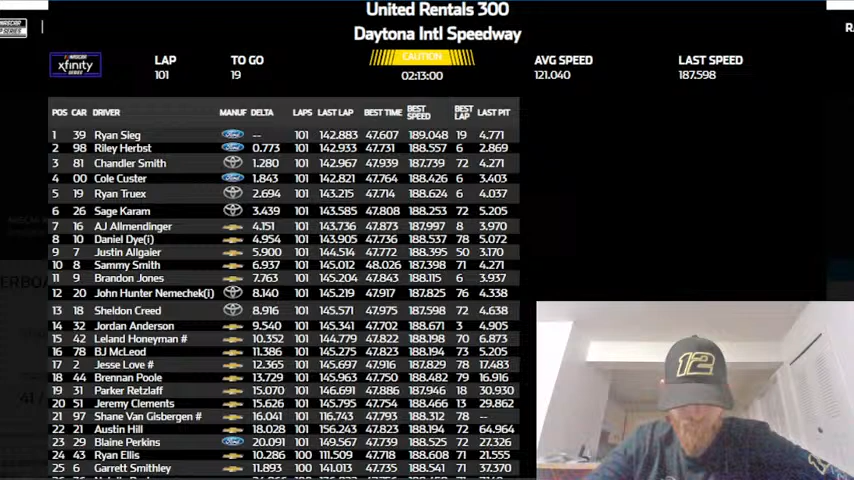 United Rentals 300
Daytona Intl Speedway
NASCAR
xfinity
SERIES
LAP TO GO CAUTION AVG SPEED LAST SPEED
101 19 02:13:00 121.040 187.598
POS CAR DRIVER MANUF DELTA LAPS LAST LAP BEST TIME BEST SPEED BEST LAP LAST PIT
1 39 Ryan Sieg Ford -- 101 142.883 47.607 189.048 19 4.771
2 98 Riley Herbst Ford 0.773 101 142.933 47.731 188.557 6 2.869
3 81 Chandler Smith 1.280 101 142.967 47.939 187.739 72 4.271
4 00 Cole Custer Ford 1.843 101 142.821 47.764 188.426 6 3.403
5 19 Ryan Truex 2.694 101 143.215 47.714 188.624 6 4.037
6 26 Sage Karam 3.439 101 143.585 47.808 188.253 72 5.205
7 16 AJ Allmendinger 4.151 101 143.736 47.873 187.997 8 3.970
8 10 Daniel Dye(i) 4.954 101 143.905 47.736 188.537 78 5.072
9 7 Justin Allgaier 5.900 101 144.514 47.772 188.395 50 3.170
10 8 Sammy Smith 6.937 101 145.012 48.026 187.398 71 4.271
11 9 Brandon Jones 7.763 101 145.204 47.843 188.115 6 3.937
12 20 John Hunter Nemechek(i) 8.140 101 145.219 47.917 187.825 76 4.338
13 18 Sheldon Creed 8.916 101 145.571 47.975 187.598 72 4.638
14 32 Jordan Anderson 9.540 101 145.341 47.702 188.671 3 4.905
15 42 Leland Honeyman # 10.352 101 144.779 47.822 188.198 70 6.873
16 78 BJ McLeod 11.386 101 145.275 47.823 188.194 73 5.205
17 2 Jesse Love # 12.365 101 145.697 47.916 187.829 78 17.483
18 44 Brennan Poole 13.729 101 145.963 47.750 188.482 79 16.916
19 31 Parker Retzlaff 15.070 101 146.691 47.886 187.946 18 30.930
20 51 Jeremy Clements 15.626 101 145.795 47.754 188.466 13 29.862
21 97 Shane Van Gisbergen # 16.041 101 116.743 47.793 188.312 78 --
22 21 Austin Hill 18.028 101 156.243 47.823 188.194 72 64.964
23 29 Blaine Perkins Ford 20.091 101 149.567 47.739 188.525 72 27.326
24 43 Ryan Ellis 10.286 100 111.509 47.718 188.608 71 21.555
25 6 Garrett Smithley 11.893 100 141.013 47.735 188.541 71 37.370
12